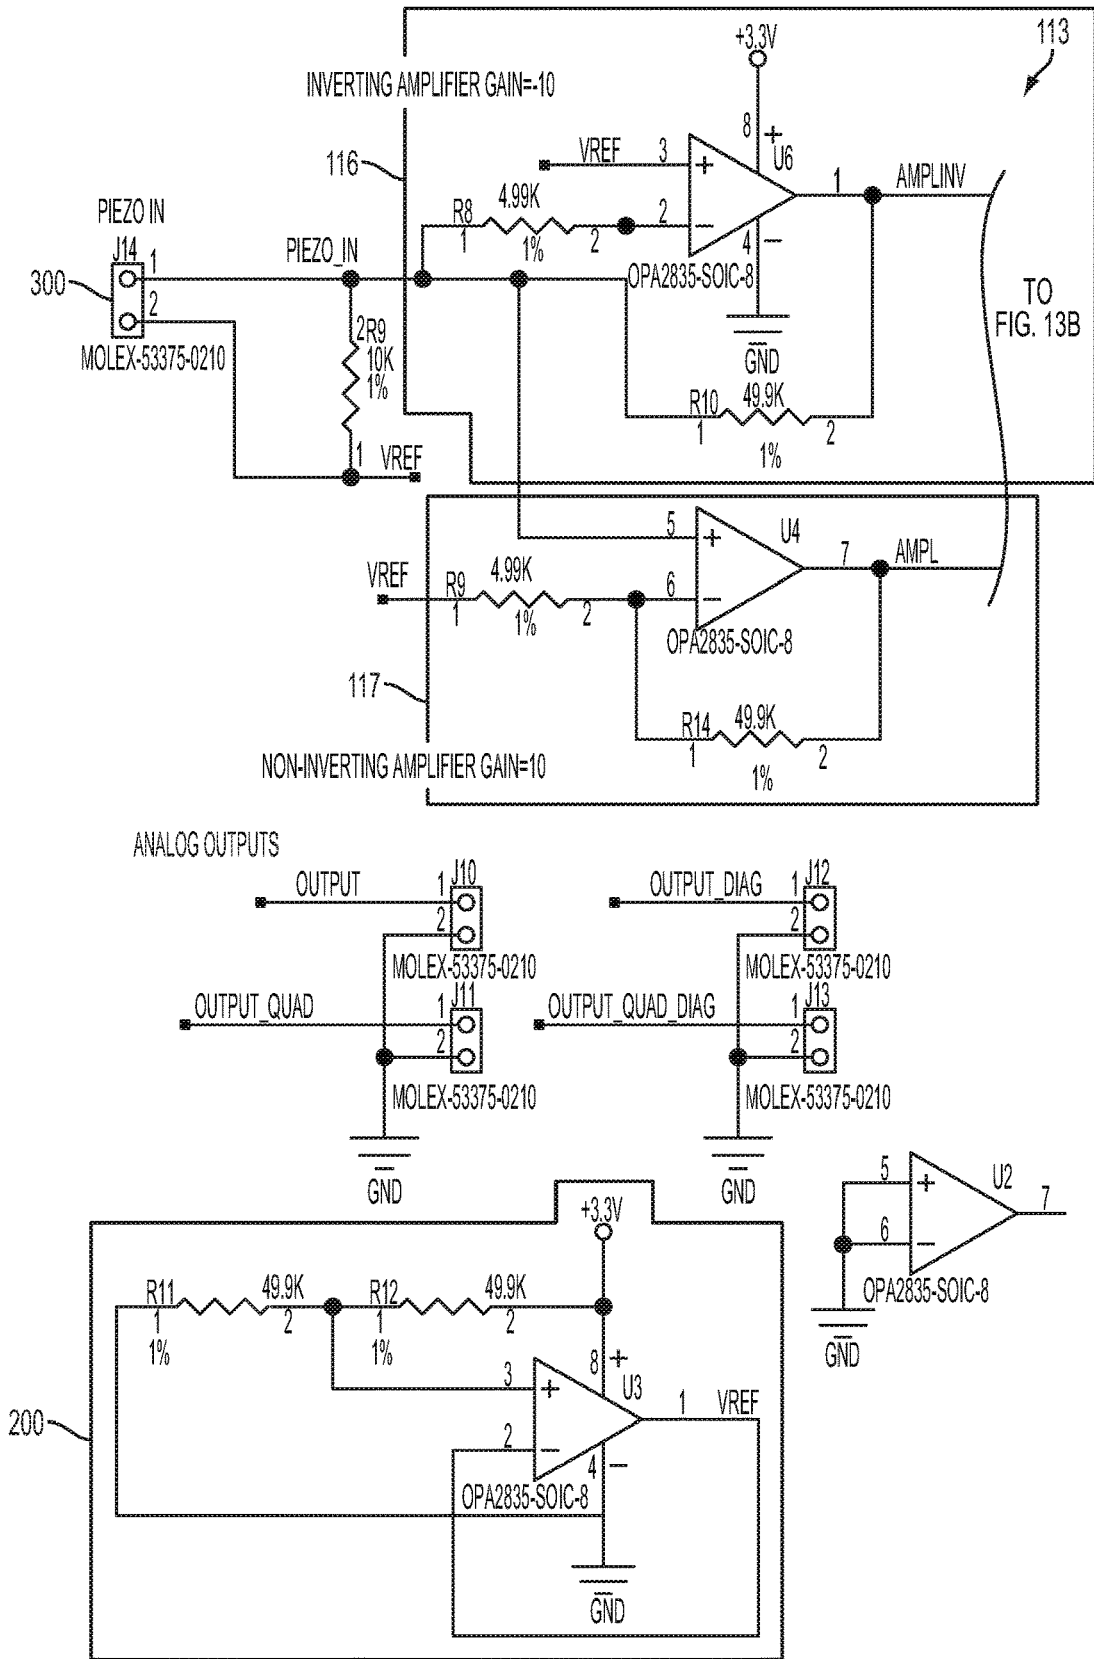 +3.3V
113
INVERTING AMPLIFIER GAIN=-10
8
+
U6
VREF
3
+
116
1
AMPLINV
4.99K
R8
1
1%
2
2
−
4
−
OPA2835-SOIC-8
PIEZO IN
J14
1
PIEZO_IN
300
2
MOLEX-53375-0210
2
R9
10K
1%
1
VREF
GND
TO
FIG. 13B
R10
49.9K
1
1%
2
5
+
U4
7
AMPL
VREF
R9
4.99K
1
1%
2
6
−
OPA2835-SOIC-8
117
R14
49.9K
1
1%
2
NON-INVERTING AMPLIFIER GAIN=10
ANALOG OUTPUTS
OUTPUT
1
J10
2
MOLEX-53375-0210
OUTPUT_DIAG
1
J12
2
MOLEX-53375-0210
OUTPUT_QUAD
1
J11
2
MOLEX-53375-0210
OUTPUT_QUAD_DIAG
1
J13
2
MOLEX-53375-0210
GND
GND
5
+
U2
7
6
−
OPA2835-SOIC-8
GND
+3.3V
R11
49.9K
1
2
1%
R12
49.9K
1
2
1%
8
+
3
+
U3
1
VREF
2
−
4
−
OPA2835-SOIC-8
200
GND